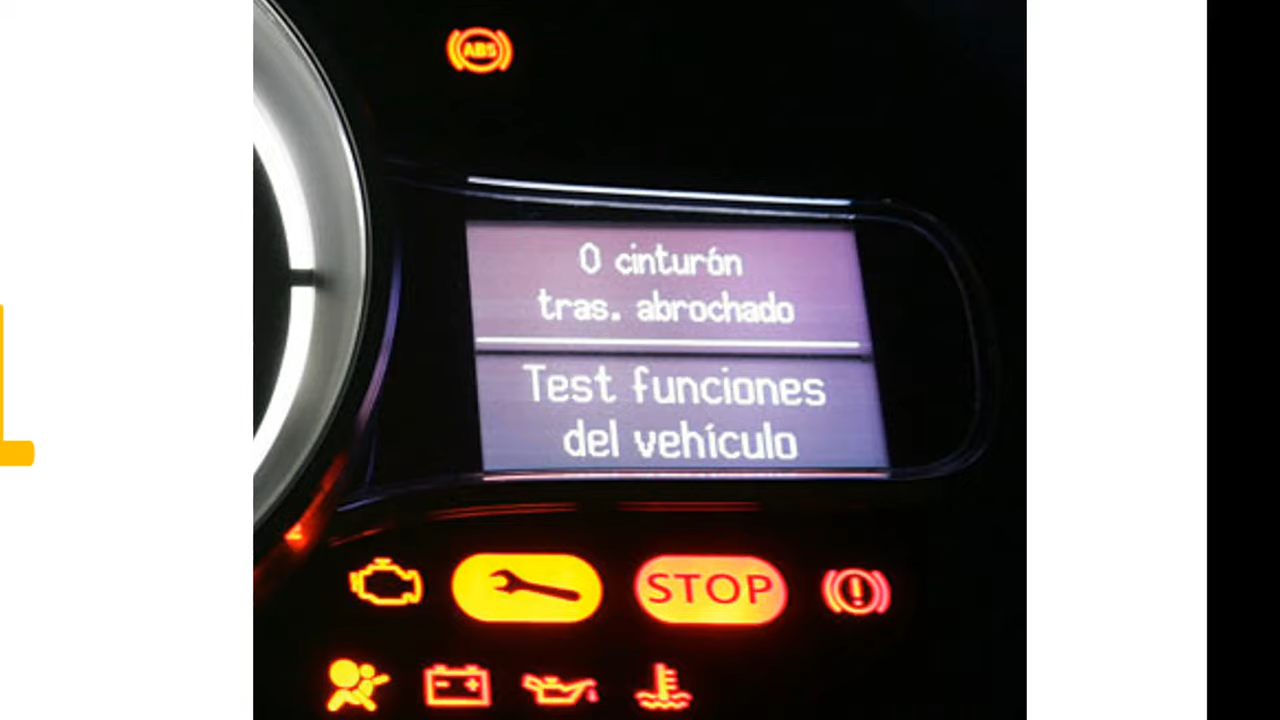 ABS
0 cinturón
tras. abrochado
Test funciones
del vehículo
STOP